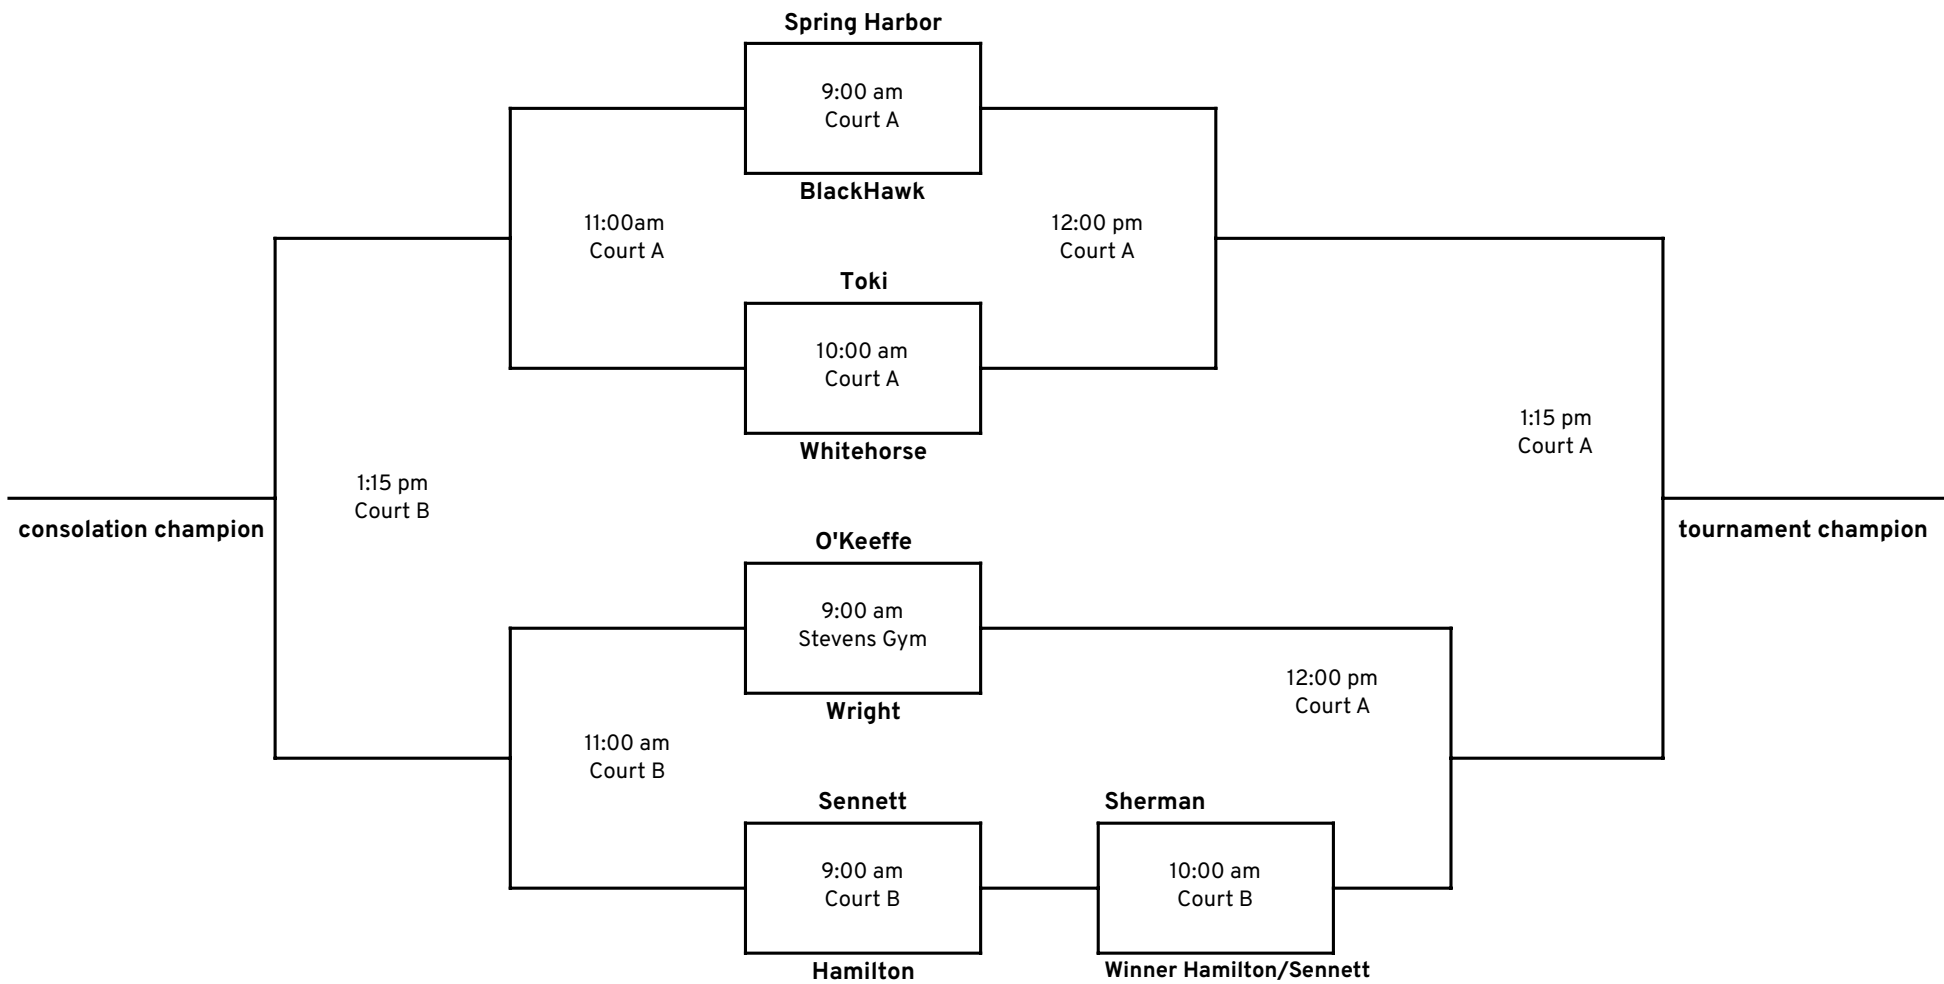 Spring Harbor
9:00 am
Court A
BlackHawk
11:00am
Court A
12:00 pm
Court A
Toki
10:00 am
Court A
Whitehorse
1:15 pm
Court A
1:15 pm
Court B
consolation champion
tournament champion
O'Keeffe
9:00 am
Stevens Gym
Wright
12:00 pm
Court A
11:00 am
Court B
Sennett
9:00 am
Court B
Hamilton
Sherman
10:00 am
Court B
Winner Hamilton/Sennett